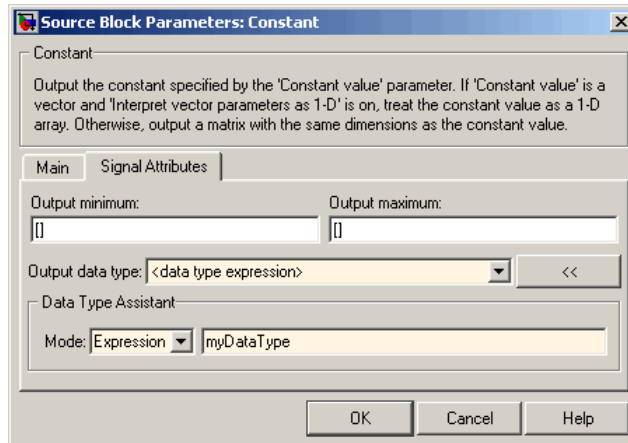 Source Block Parameters: Constant
Constant
Output the constant specified by the 'Constant value' parameter. If 'Constant value' is a
vector and 'Interpret vector parameters as 1-D' is on, treat the constant value as a 1-D
array. Otherwise, output a matrix with the same dimensions as the constant value.
Main Signal Attributes
Output minimum: Output maximum:
[] []
Output data type: <data type expression> <<
Data Type Assistant
Mode: Expression myDataType
OK Cancel Help